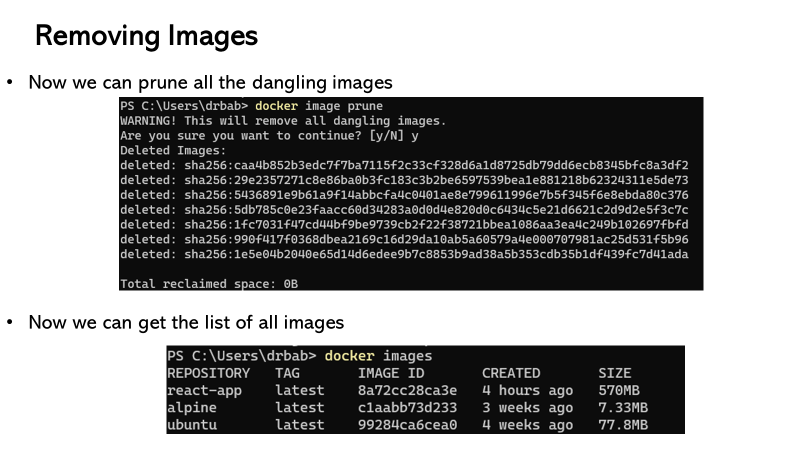 Removing Images
• Now we can prune all the dangling images
PS C:\Users\drbab> docker image prune
WARNING! This will remove all dangling images.
Are you sure you want to continue? [y/N] y
Deleted Images:
deleted: sha256:caa4b852b3edc7f7ba7115f2c33cf328d6a1d8725db79dd6ecb8345bfc8a3df2
deleted: sha256:29e2357271c8e86ba0b3fc183c3b2be6597539bea1e881218b62324311e5de73
deleted: sha256:5436891e9b61a9f14abbcfa4c0401ae8e799611996e7b5f345f6e8ebda80c376
deleted: sha256:5db785c0e23faacc60d34283a0d0d4e820d0c6434c5e21d6621c2d9d2e5f3c7c
deleted: sha256:1fc7031f47cd44bf9be9739cb2f22f38721bbea1086aa3ea4c249b102697fbfd
deleted: sha256:990f417f0368dbea2169c16d29da10ab5a60579a4e000707981ac25d531f5b96
deleted: sha256:1e5e04b2040e65d14d6edee9b7c8853b9ad38a5b353cdb35b1df439fc7d41ada
Total reclaimed space: 0B
• Now we can get the list of all images
PS C:\Users\drbab> docker images
REPOSITORY TAG IMAGE ID CREATED SIZE
react-app latest 8a72cc28ca3e 4 hours ago 570MB
alpine latest c1aabb73d233 3 weeks ago 7.33MB
ubuntu latest 99284ca6cea0 4 weeks ago 77.8MB